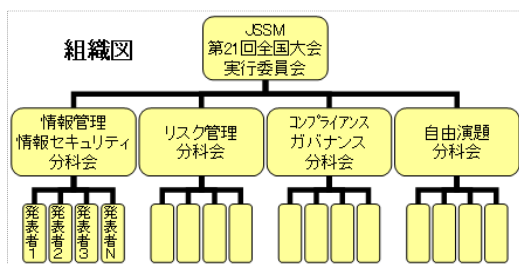 組織図
JSSM
第21回全国大会
実行委員会
情報管理
情報セキュリティ
分科会
リスク管理
分科会
コンプライアンス
ガバナンス
分科会
自由演題
分科会
発表者1
発表者2
発表者3
発表者N